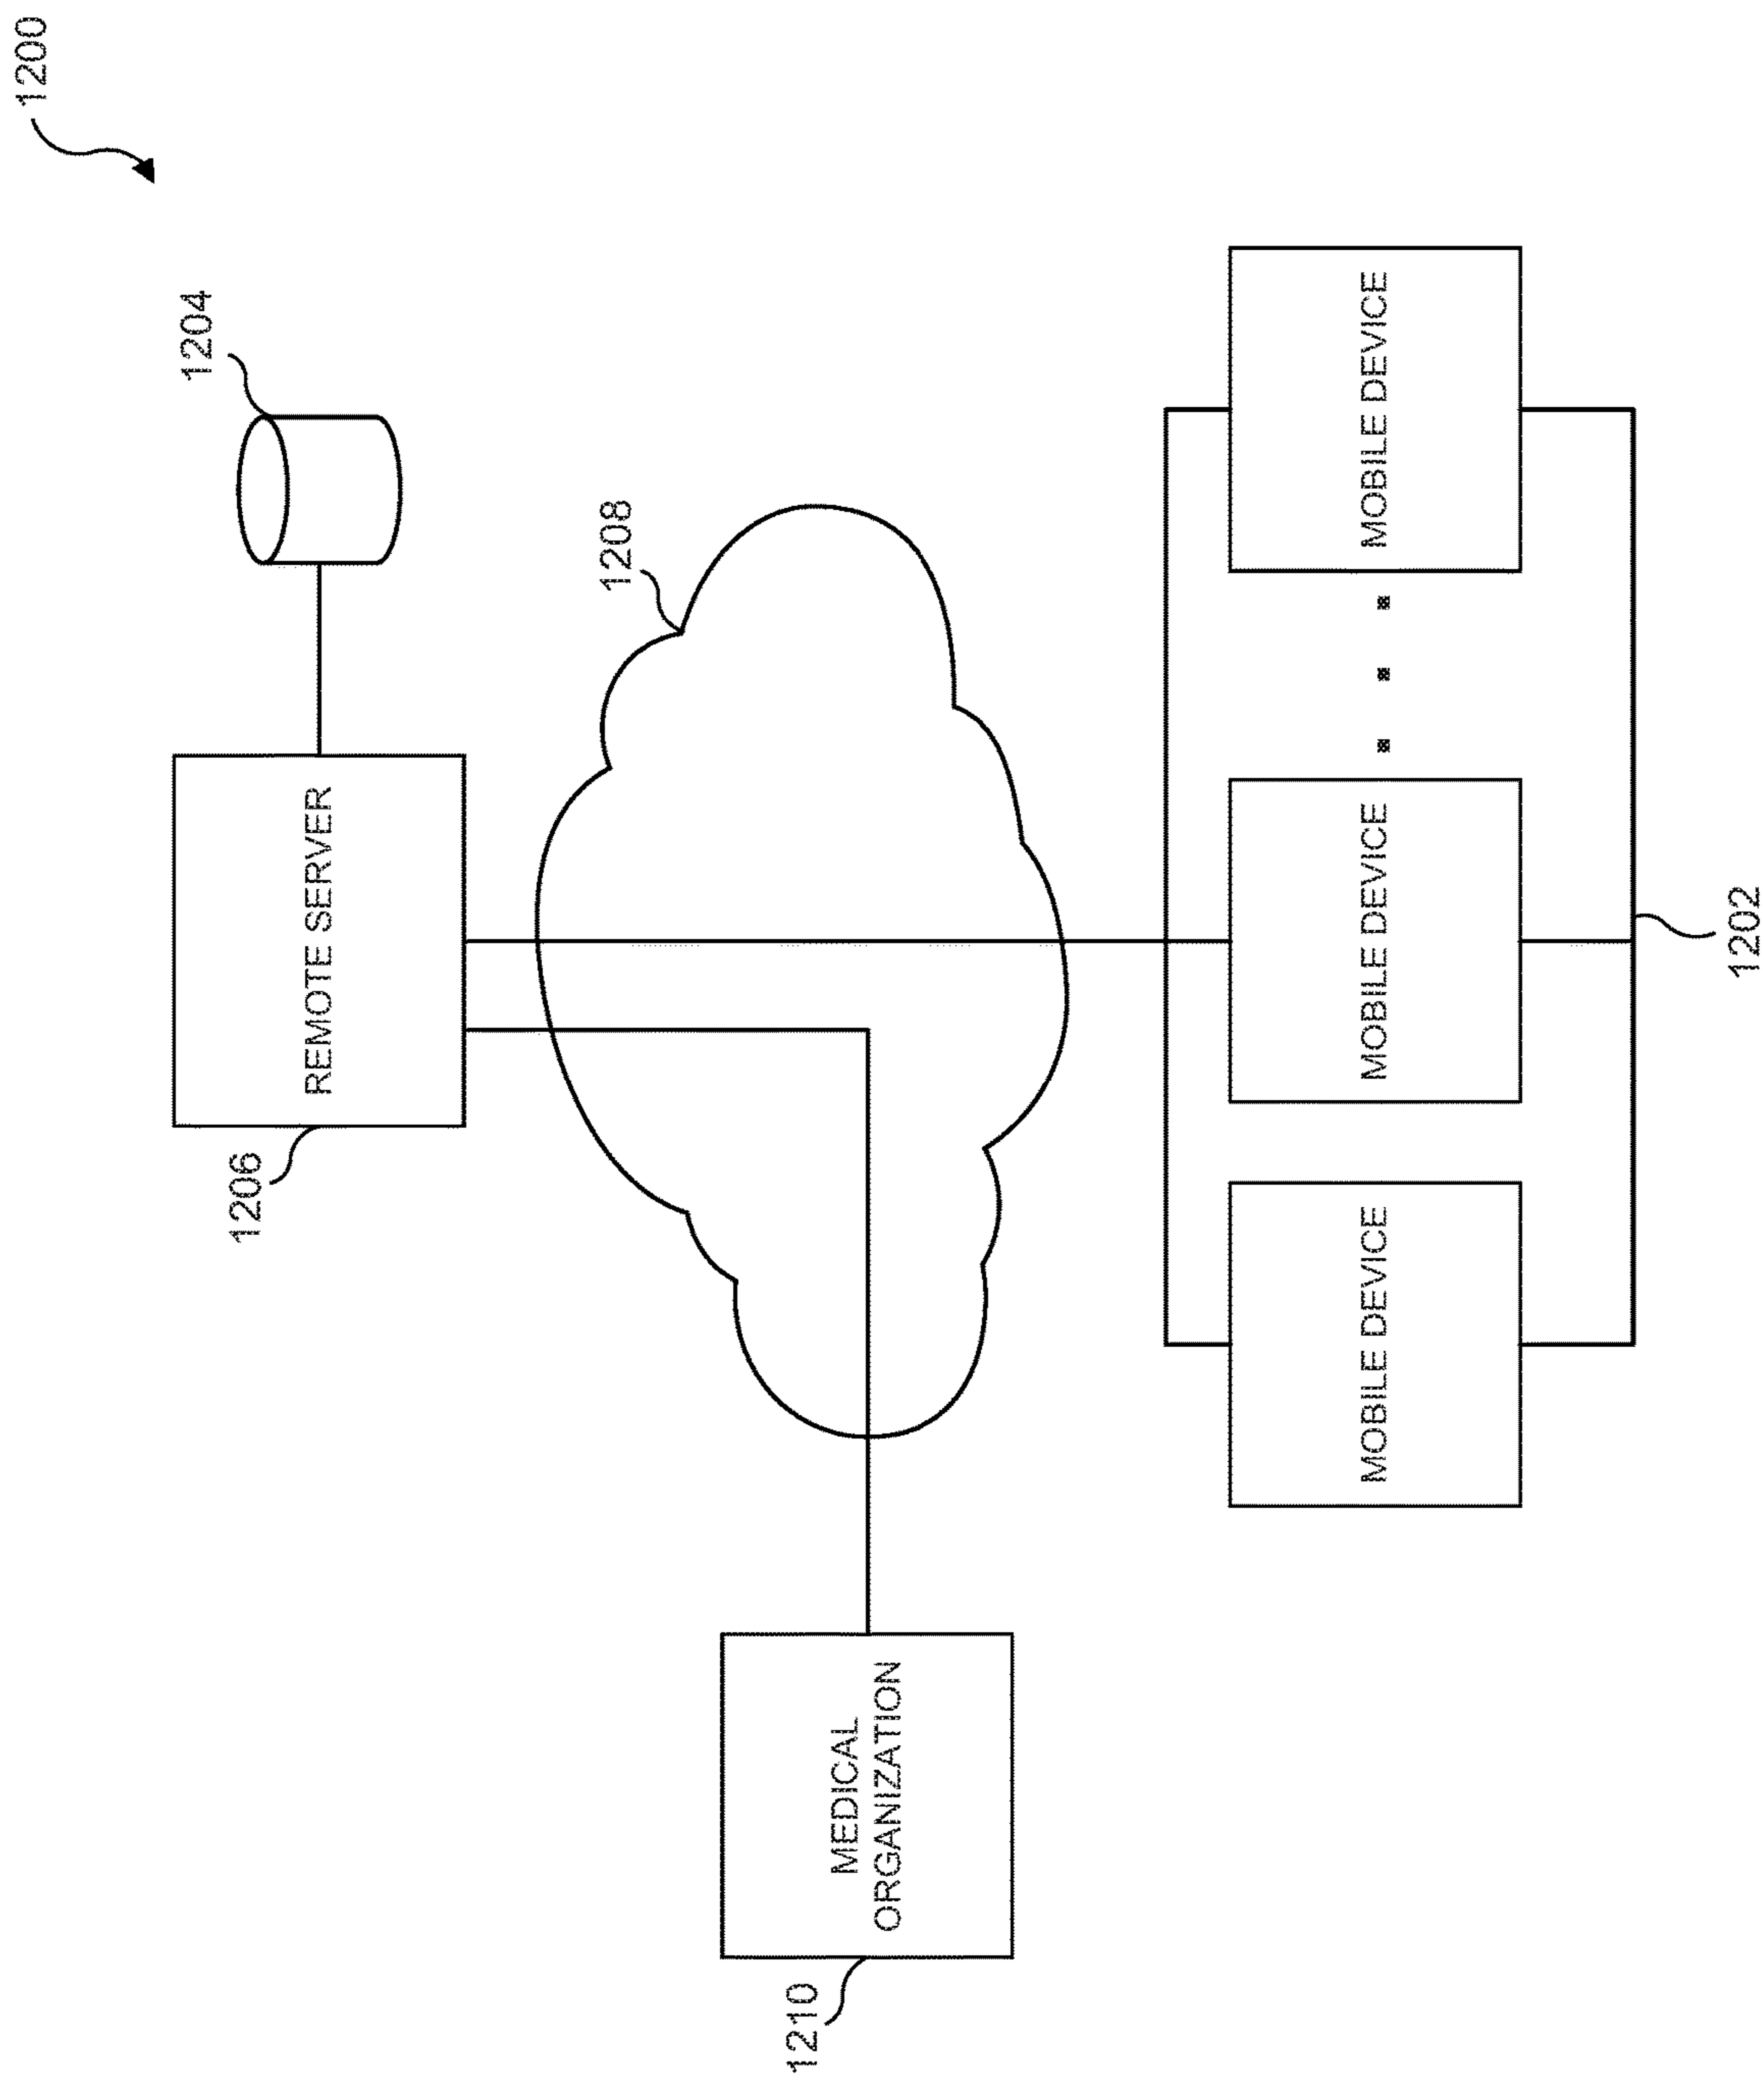 1200
1204
REMOTE SERVER
1206
1208
MEDICAL
ORGANIZATION
1210
MOBILE DEVICE
MOBILE DEVICE
MOBILE DEVICE
1202